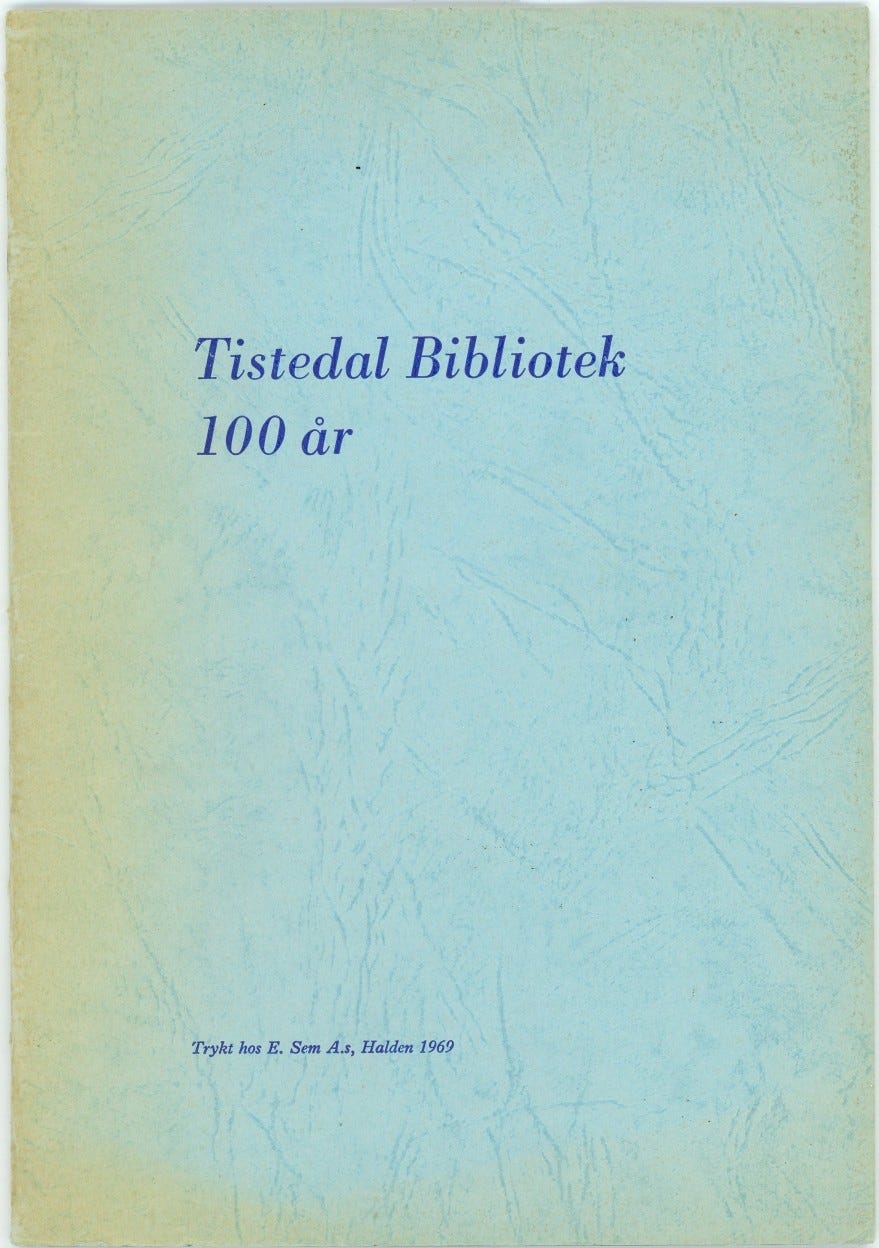 Tistedal Bibliotek
100 år
Trykt hos E. Sem A.s, Halden 1969